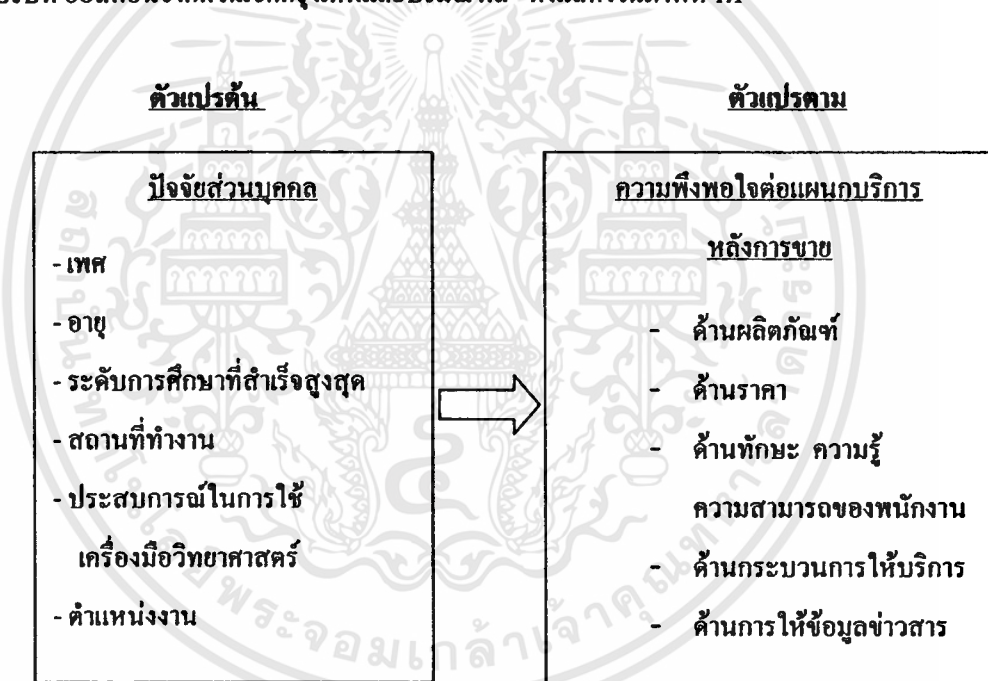 ตัวแปรต้น
ตัวแปรตาม
ปัจจัยส่วนบุคคล
- เพศ
- อายุ
- ระดับการศึกษาที่สำเร็จสูงสุด
- สถานที่ทำงาน
- ประสบการณ์ในการใช้
เครื่องมือวิทยาศาสตร์
- ตำแหน่งงาน
ความพึงพอใจต่อแผนกบริการ
หลังการขาย
- ด้านผลิตภัณฑ์
- ด้านราคา
- ด้านทักษะ ความรู้
ความสามารถของพนักงาน
- ด้านกระบวนการให้บริการ
- ด้านการให้ข้อมูลข่าวสาร